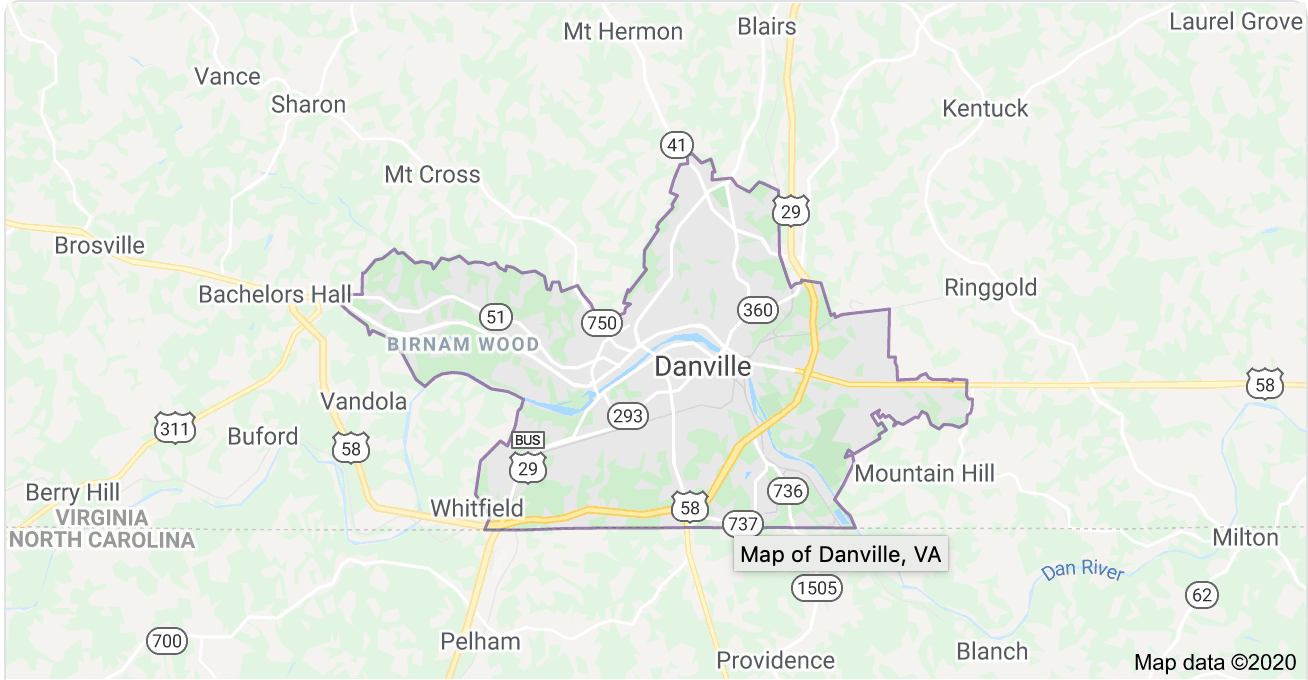 Mt Hermon
Blairs
Laurel Grove
Vance
Sharon
Kentuck
41
Mt Cross
29
Brosville
Bachelors Hall
Ringgold
51
750
360
BIRNAM WOOD
Danville
58
Vandola
311
293
Buford
58
BUS
29
Mountain Hill
Berry Hill
736
Whitfield
58
VIRGINIA
737
NORTH CAROLINA
Milton
Map of Danville, VA
Dan River
1505
62
700
Pelham
Blanch
Providence
Map data ©2020